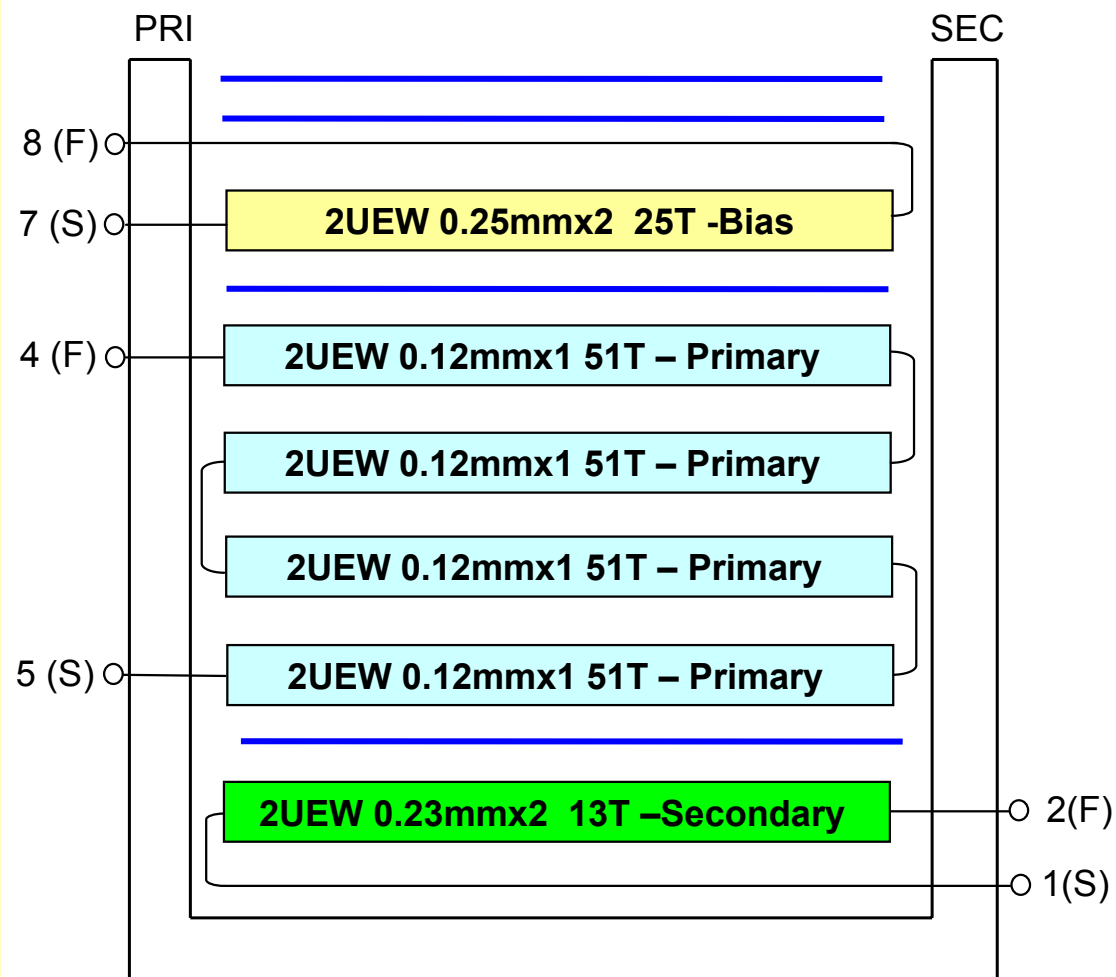 PRI
SEC
8 (F)
7 (S)
2UEW 0.25mmx2 25T -Bias
4 (F)
2UEW 0.12mmx1 51T – Primary
2UEW 0.12mmx1 51T – Primary
2UEW 0.12mmx1 51T – Primary
5 (S)
2UEW 0.12mmx1 51T – Primary
2UEW 0.23mmx2 13T –Secondary
2(F)
1(S)